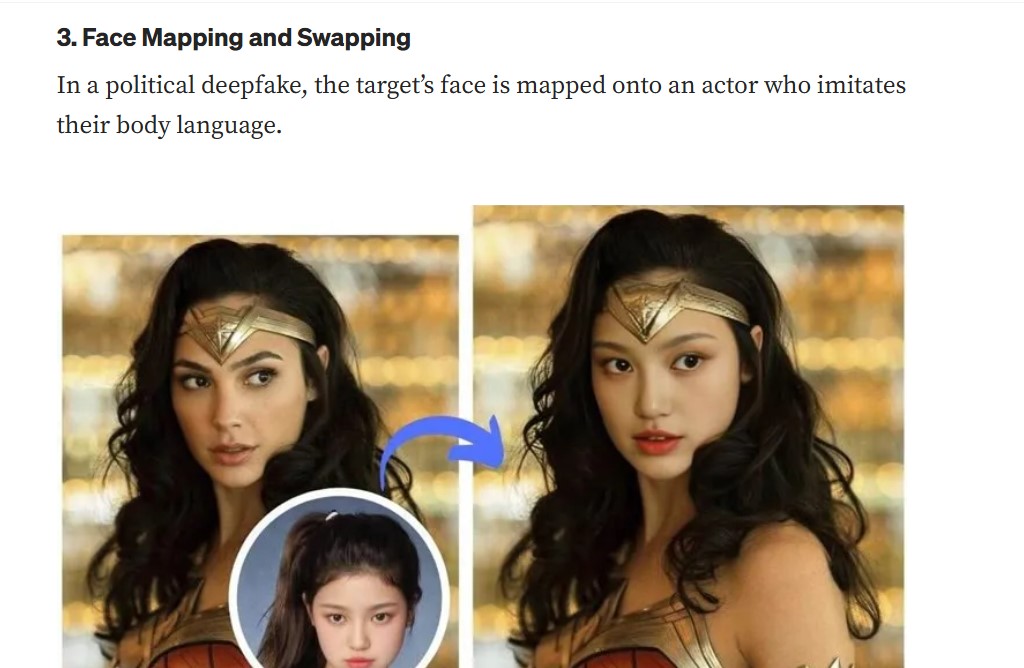 3. Face Mapping and Swapping
In a political deepfake, the target’s face is mapped onto an actor who imitates
their body language.